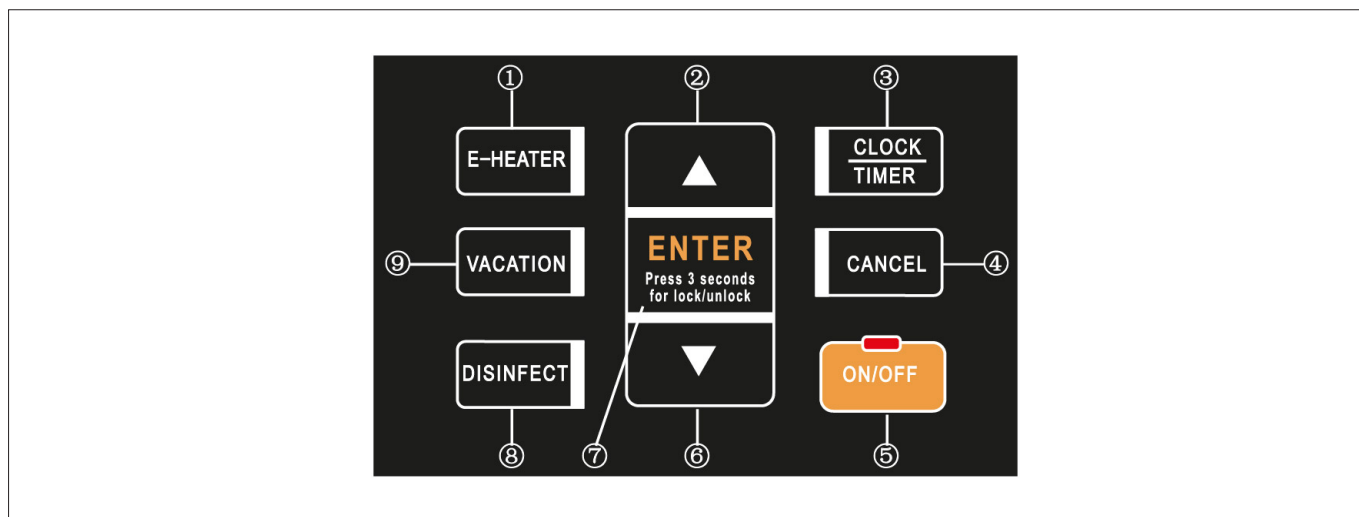 ① ② ③
E-HEATER
CLOCK
TIMER
ENTER
Press 3 seconds
for lock/unlock
⑨ VACATION
CANCEL ④
DISINFECT
ON/OFF
⑧ ⑦ ⑥ ⑤